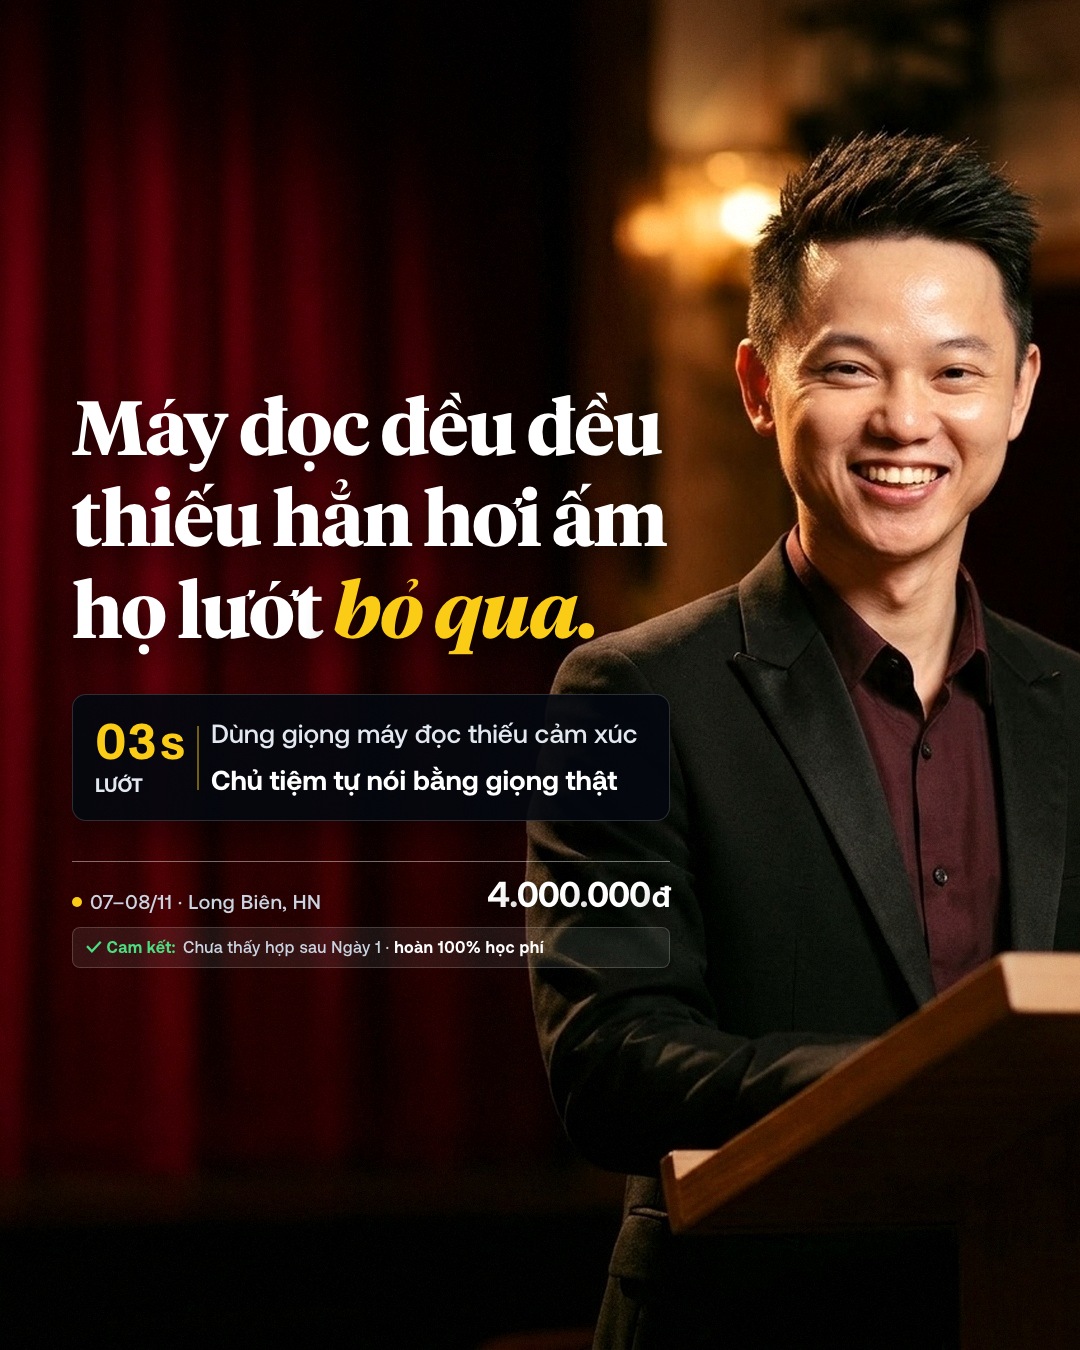 Máy đọc đều đều
thiếu hẳn hơi ấm
họ lướt bỏ qua.
03s
LƯỚT
Dùng giọng máy đọc thiếu cảm xúc
Chủ tiệm tự nói bằng giọng thật
07–08/11 · Long Biên, HN
4.000.000đ
✓ Cam kết: Chưa thấy hợp sau Ngày 1 · hoàn 100% học phí